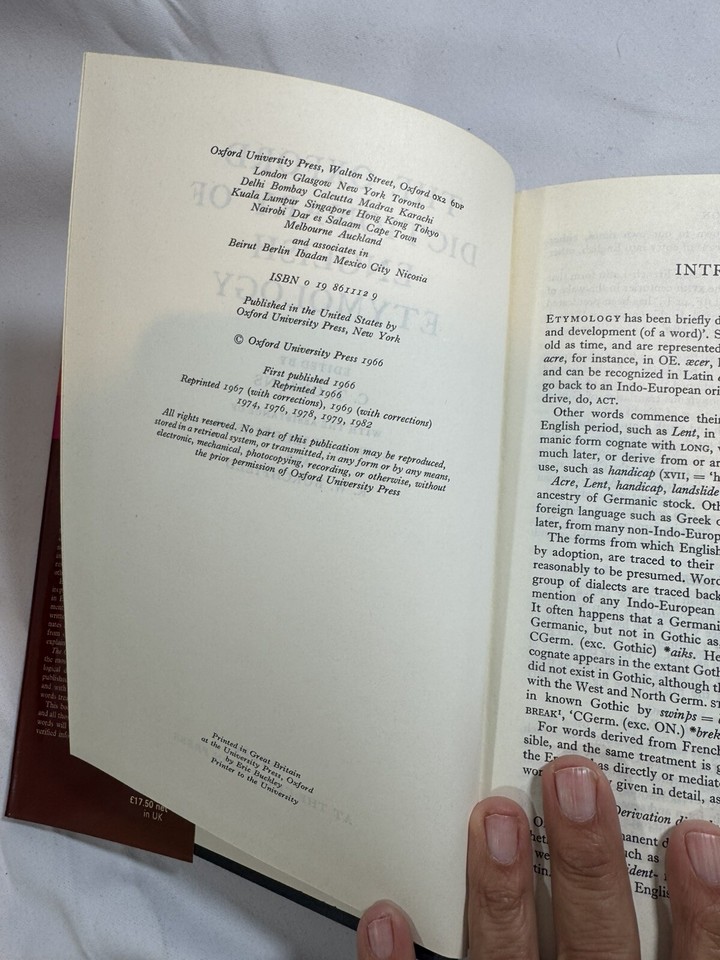 Oxford University Press, Walton Street, Oxford OX2 6DP
London Glasgow New York Toronto
Delhi Bombay Calcutta Madras Karachi
Kuala Lumpur Singapore Hong Kong Tokyo
Nairobi Dar es Salaam Cape Town
Melbourne Auckland
and associates in
Beirut Berlin Ibadan Mexico City Nicosia
ISBN 0 19 861112 9
Published in the United States by
Oxford University Press, New York
© Oxford University Press 1966
First published 1966
Reprinted 1966
Reprinted 1967 (with corrections), 1969 (with corrections)
1974, 1976, 1978, 1979, 1982
All rights reserved. No part of this publication may be reproduced,
stored in a retrieval system, or transmitted, in any form or by any means,
electronic, mechanical, photocopying, recording, or otherwise, without
the prior permission of Oxford University Press
Printed in Great Britain
at the University Press, Oxford
by Eric Buckley
Printer to the University
£17.50 net
in UK
INTR
ETYMOLOGY has been briefly d
and development (of a word)'. S
old as time, and are represented
acre, for instance, in OE. æcer,
and can be recognized in Latin
go back to an Indo-European ori
drive, do, ACT.
Other words commence their
English period, such as Lent, in
manic form cognate with LONG,
much later, or derive from or ar
use, such as handicap (XVII, = 'h
Acre, Lent, handicap, landslide
ancestry of Germanic stock. Oth
foreign language such as Greek
later, from many non-Indo-Europ
The forms from which English
by adoption, are traced to their
reasonably to be presumed. Word
group of dialects are traced back
mention of any Indo-European
It often happens that a Germani
Germanic, but not in Gothic as
CGerm. (exc. Gothic) *aiks. He
cognate appears in the extant Goth
did not exist in Gothic, although th
with the West and North Germ. ST
in known Gothic by swinþs =
BREAK¹, 'CGerm. (exc. ON.) *brek
For words derived from French
sible, and the same treatment is g
the as directly or mediate
given in detail, as
Derivation
anent
such as
ident-
Englis